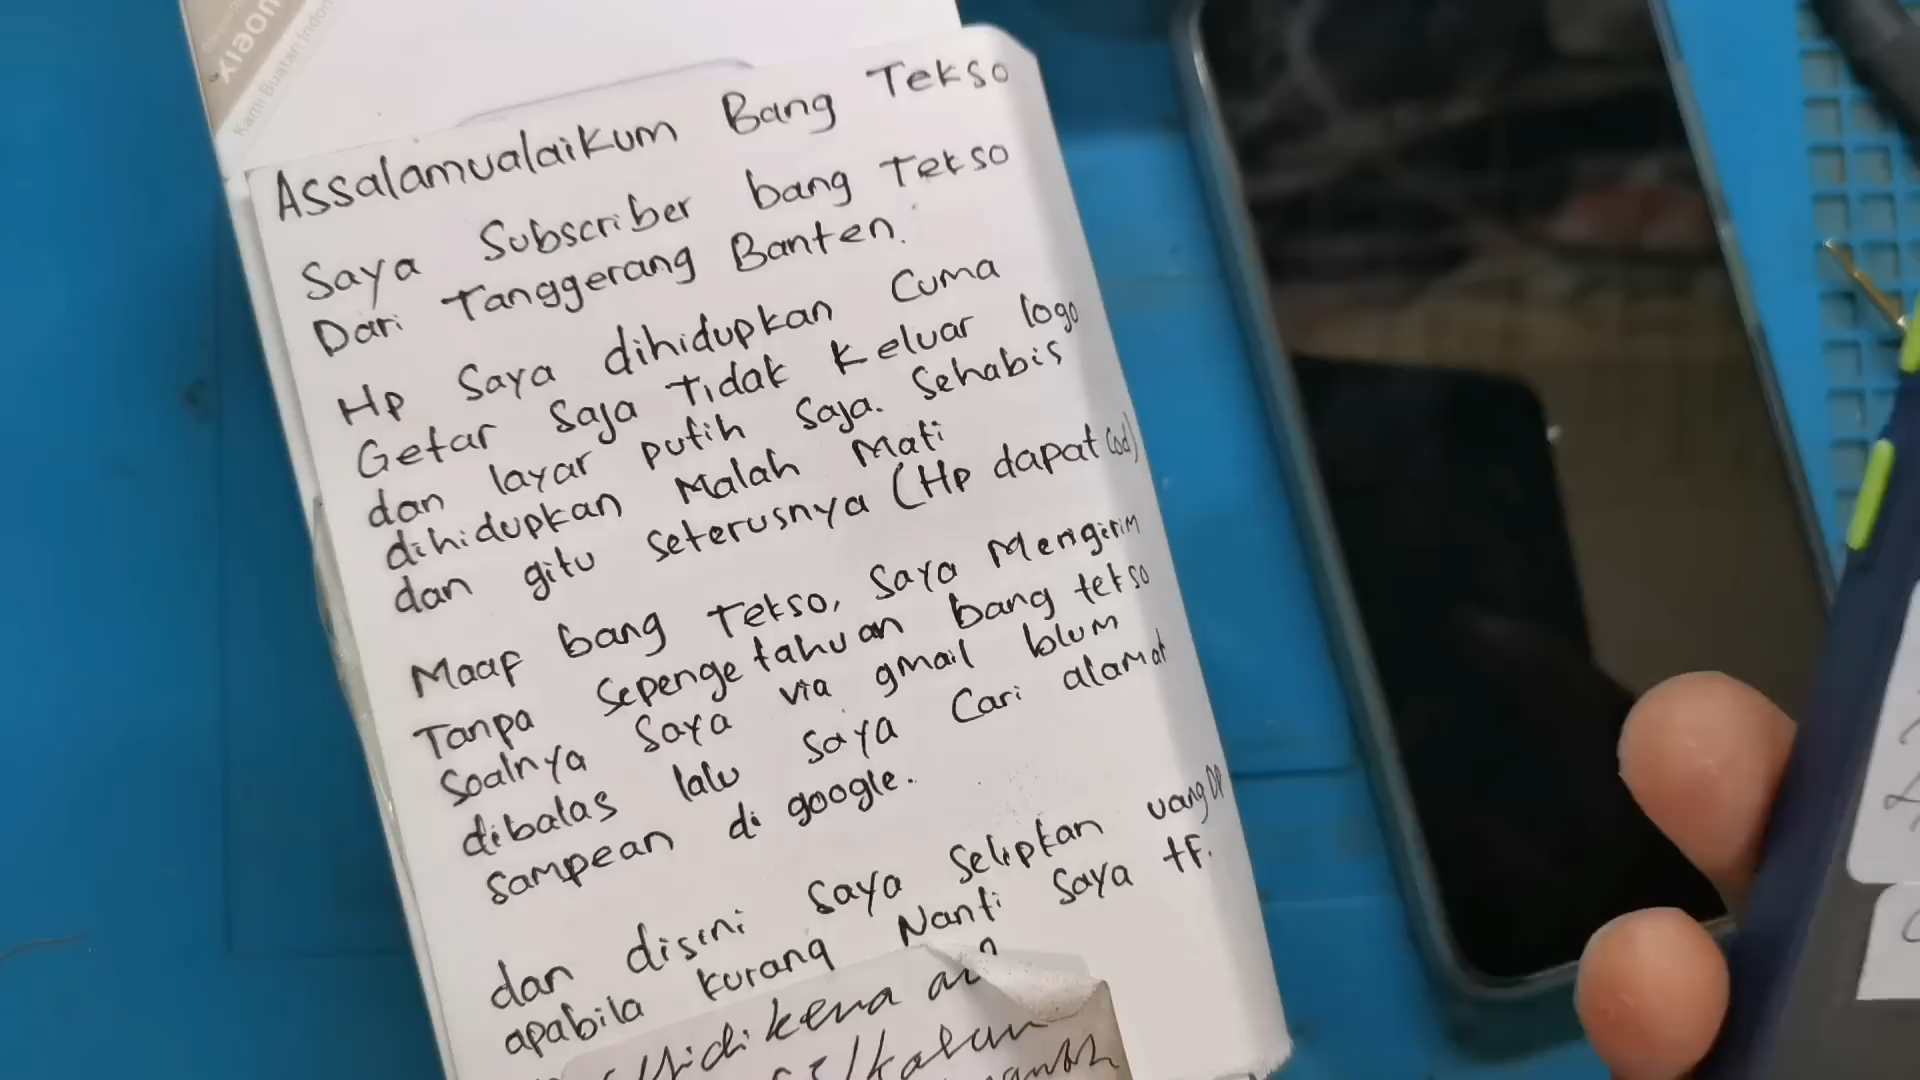 Kami Buatan Indon
Assalamualaikum Bang Tekso
Saya Subscriber bang Tekso
Dari Tanggerang Banten.
Hp Saya dihidupkan Cuma
Getar Saja Tidak Keluar logo
dan layar putih Saja. Sehabis
dihidupkan Malah Mati
dan gitu seterusnya (Hp dapat Cod)
Maaf bang Tekso, Saya Mengirim
Tanpa Sepengetahuan bang tekso
Soalnya Saya via gmail blum
dibalas lalu Saya Cari alamat
Sampean di google.
dan disini Saya Selipkan uang DP
apabila kurang Nanti Saya tF.